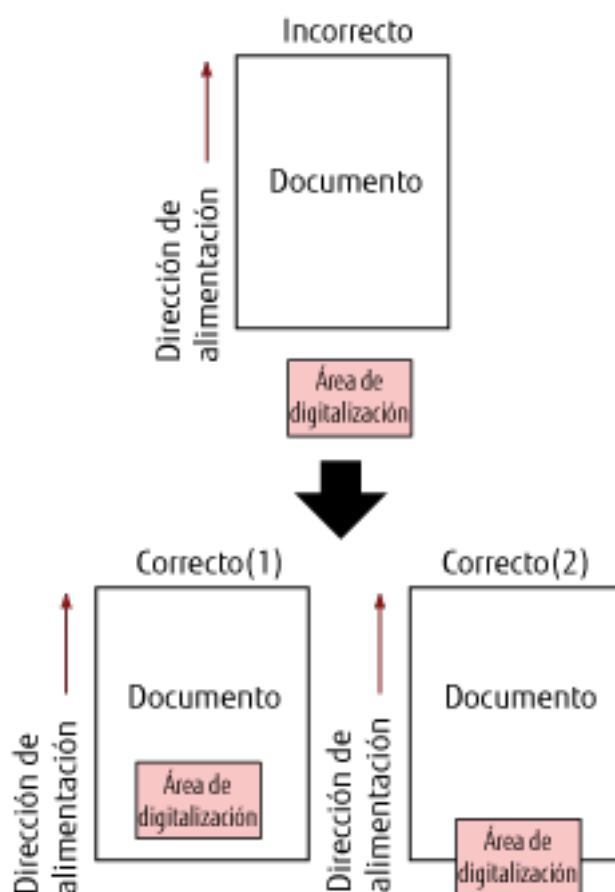 Incorrecto
Documento
Dirección de
alimentación
Área de
digitalización
Correcto(1)
Documento
Dirección de
alimentación
Área de
digitalización
Correcto(2)
Documento
Dirección de
alimentación
Área de
digitalización